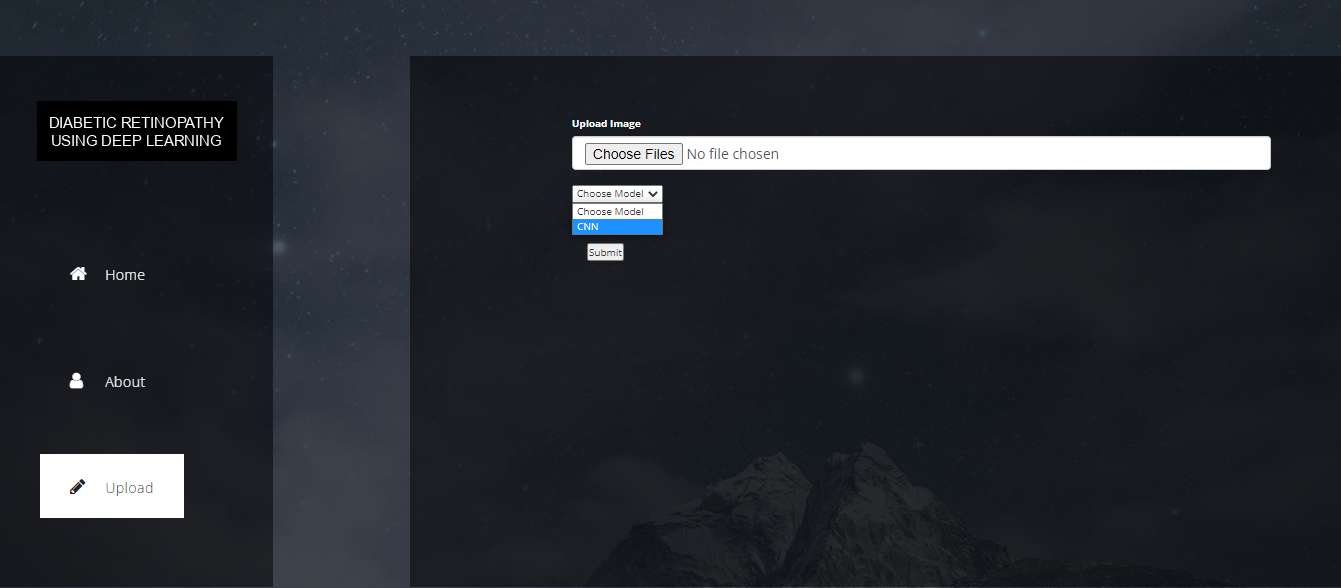 DIABETIC RETINOPATHY
USING DEEP LEARNING
Home
About
Upload
Upload Image
Choose Files No file chosen
Choose Model
Choose Model
CNN
Submit